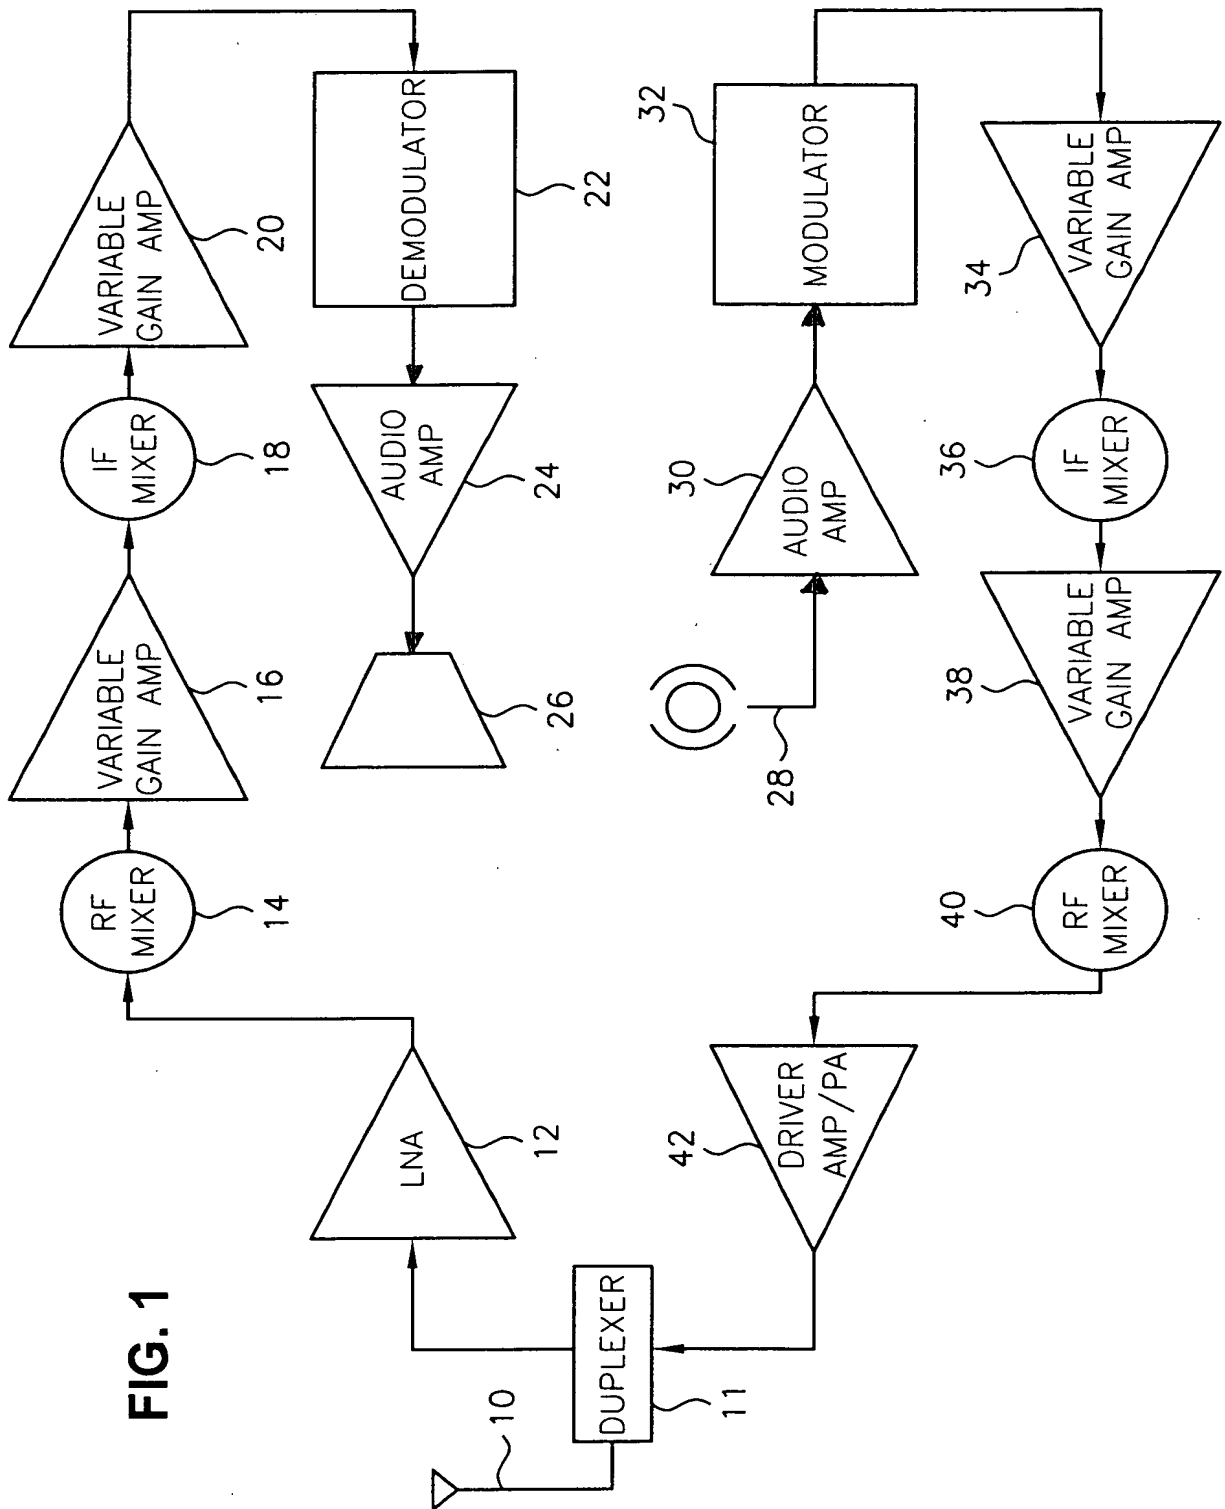 FIG. 1
10
DUPLEXER
11
LNA
12
RF
MIXER
14
VARIABLE
GAIN AMP
16
IF
MIXER
18
VARIABLE
GAIN AMP
20
DEMODULATOR
22
AUDIO
AMP
24
26
28
AUDIO
AMP
30
MODULATOR
32
VARIABLE
GAIN AMP
34
IF
MIXER
36
VARIABLE
GAIN AMP
38
RF
MIXER
40
DRIVER
AMP/PA
42